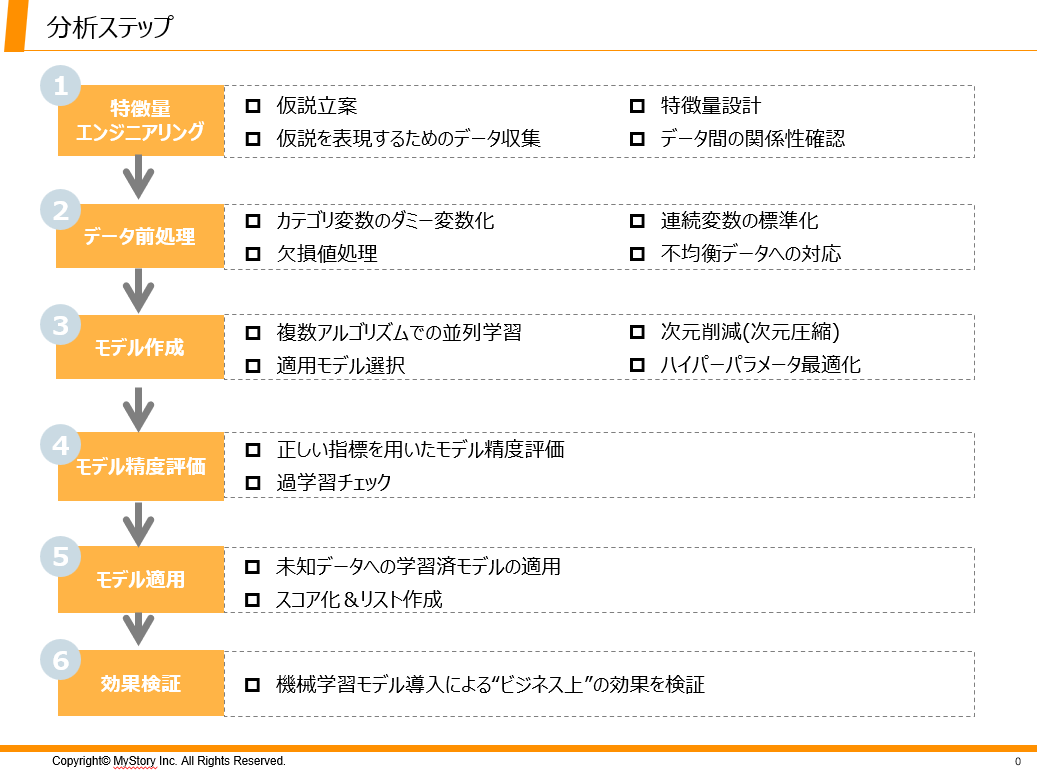 分析ステップ
1
特徴量
エンジニアリング
仮説立案
特徴量設計
仮説を表現するためのデータ収集
データ間の関係性確認
2
データ前処理
カテゴリ変数のダミー変数化
連続変数の標準化
欠損値処理
不均衡データへの対応
3
モデル作成
複数アルゴリズムでの並列学習
次元削減(次元圧縮)
適用モデル選択
ハイパーパラメータ最適化
4
モデル精度評価
正しい指標を用いたモデル精度評価
過学習チェック
5
モデル適用
未知データへの学習済モデルの適用
スコア化＆リスト作成
6
効果検証
機械学習モデル導入による“ビジネス上”の効果を検証
Copyright© MyStory Inc. All Rights Reserved.
0